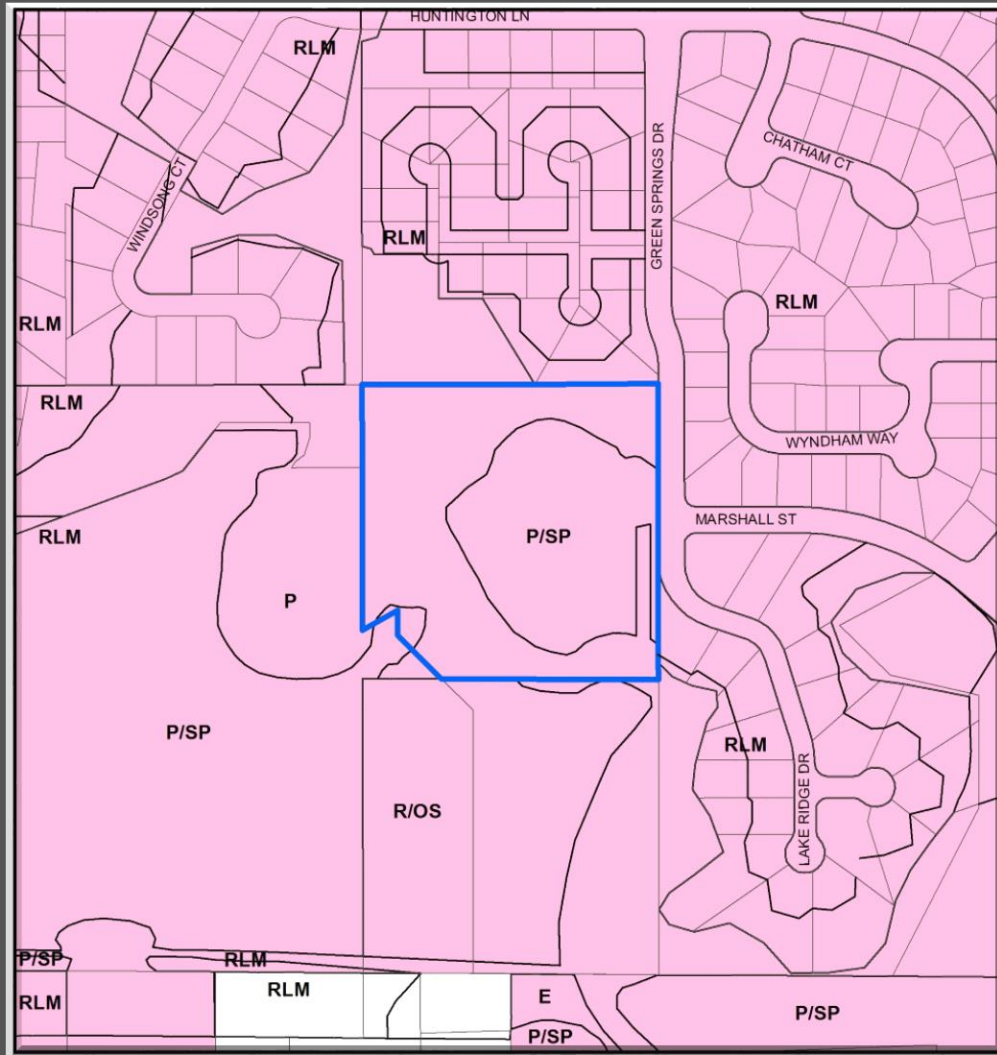 HUNTINGTON LN
RLM
GREEN SPRINGS DR
CHATHAM CT
WINDSONG CT
RLM
RLM
RLM
RLM
WYNDHAM WAY
MARSHALL ST
RLM
P/SP
P
P/SP
RLM
R/OS
LAKE RIDGE DR
P/SP
RLM
RLM
RLM
E
P/SP
P/SP